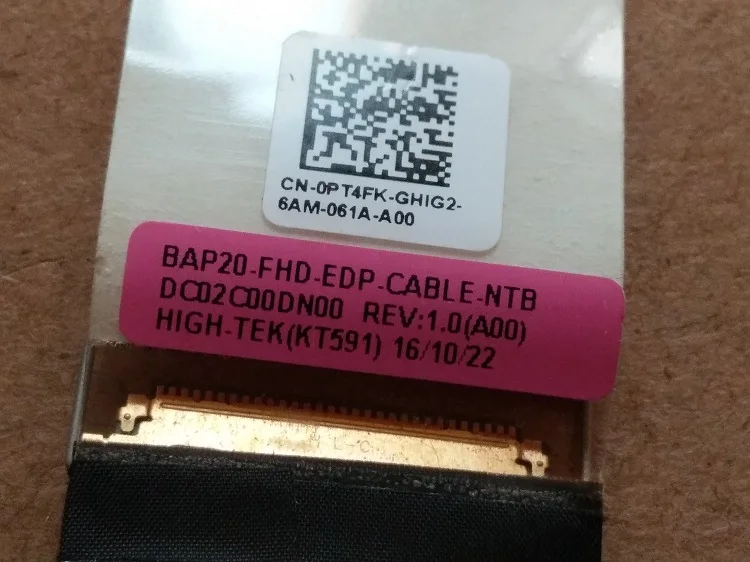 CN-0PT4FK-GHIG2-
6AM-061A-A00
BAP20-FHD-EDP-CABLE-NTB
DC02C00DN00 REV:1.0(A00)
HIGH-TEK(KT591) 16/10/22